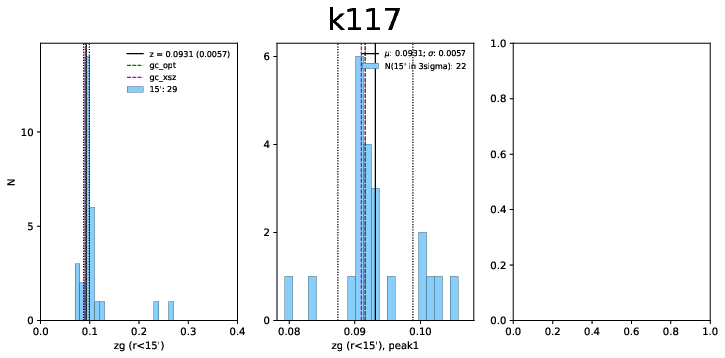 k117
z = 0.0931 (0.0057)
gc_opt
gc_xsz
15': 29
N
10
5
0
0.0 0.1 0.2 0.3 0.4
zg (r<15')
μ: 0.0931; σ: 0.0057
N(15' in 3sigma): 22
6
4
2
0
0.08 0.09 0.10
zg (r<15'), peak1
1.0
0.8
0.6
0.4
0.2
0.0
0.0 0.2 0.4 0.6 0.8 1.0